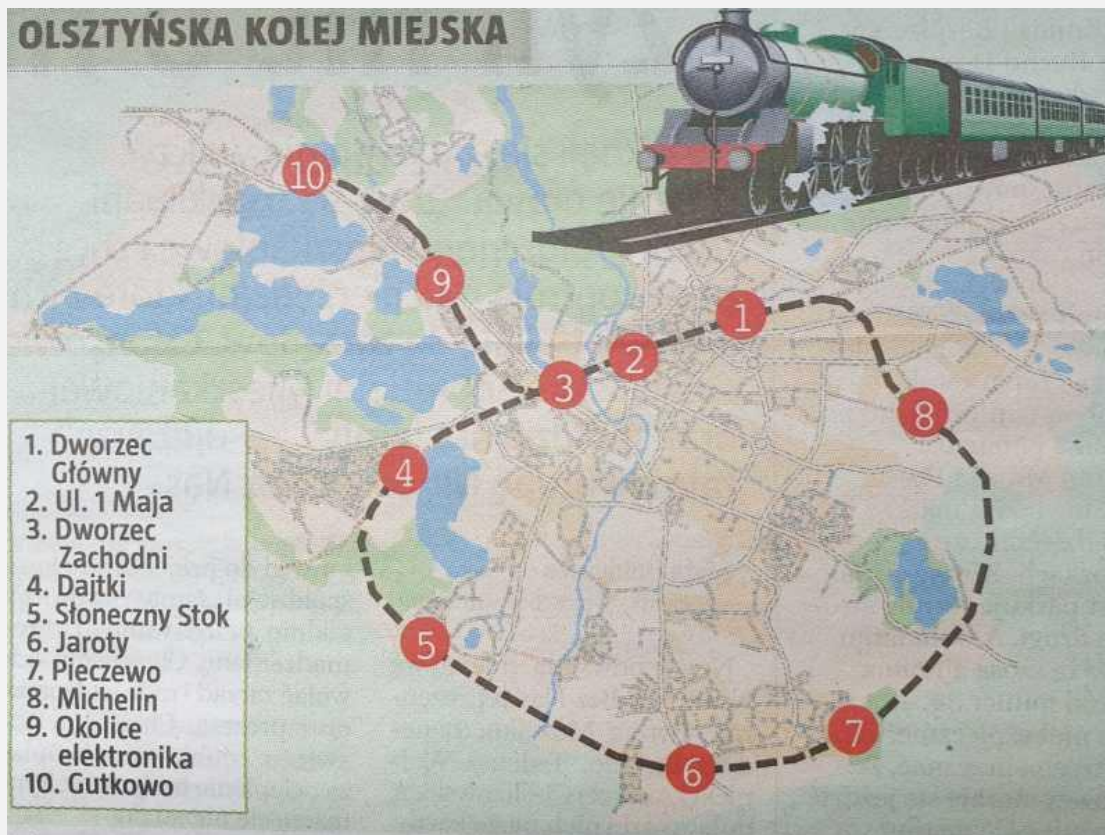 OLSZTYŃSKA KOLEJ MIEJSKA
10
9
1
2
3
8
4
5
7
6
1. Dworzec
Główny
2. Ul. 1 Maja
3. Dworzec
Zachodni
4. Dajtki
5. Słoneczny Stok
6. Jaroty
7. Pieczewo
8. Michelin
9. Okolice
elektronika
10. Gutkowo